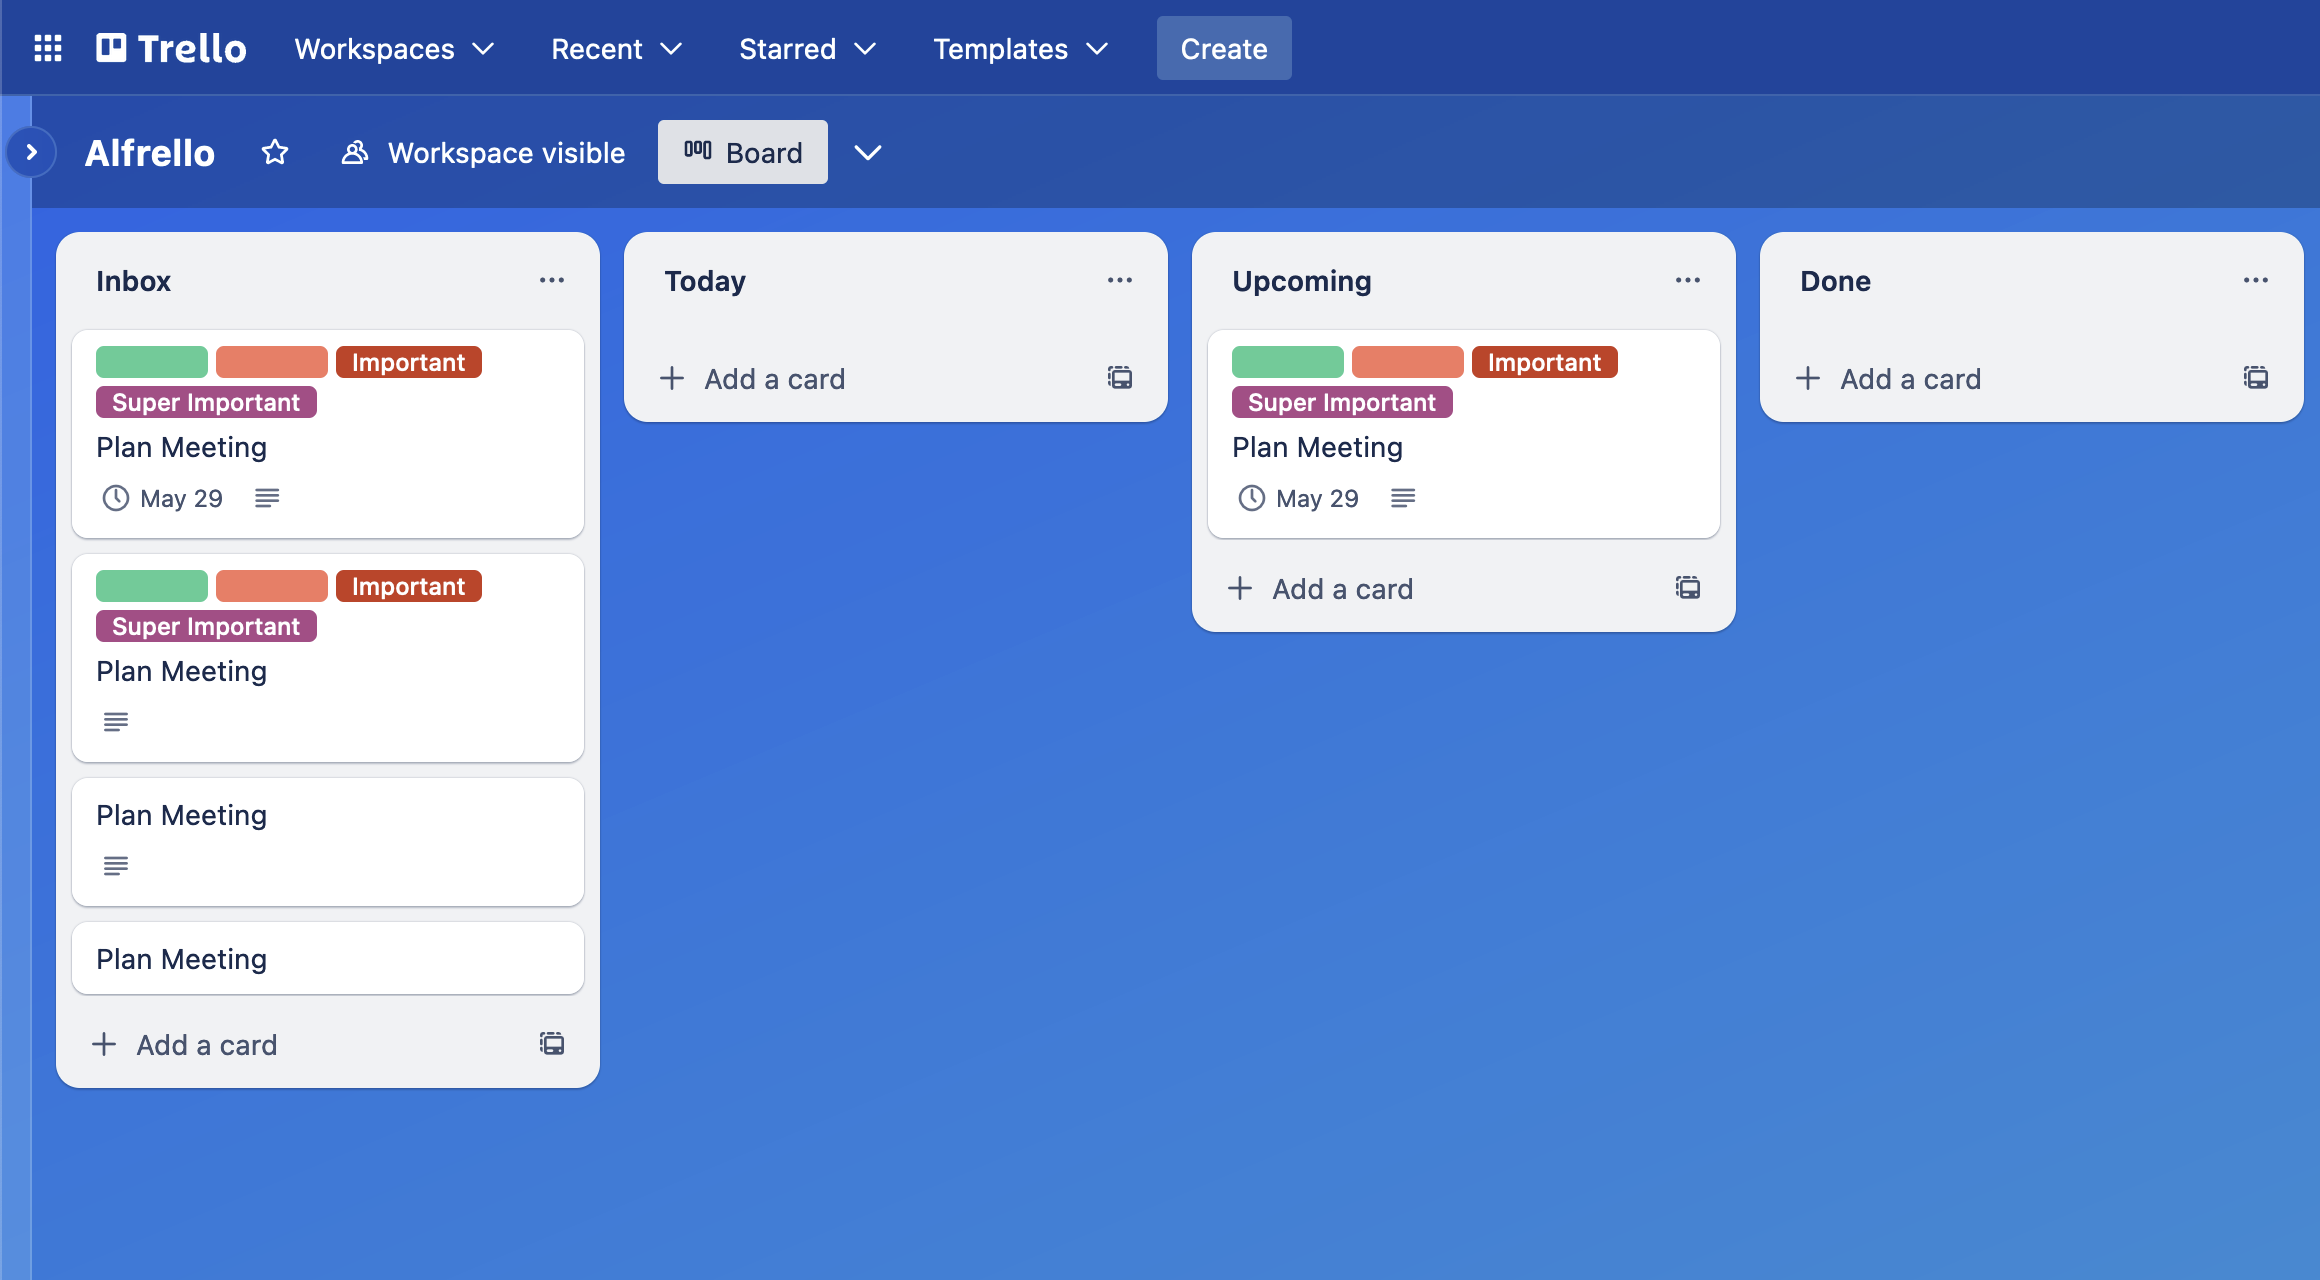 Trello Workspaces Recent Starred Templates Create
Alfrello Workspace visible Board
Inbox
Important
Super Important
Plan Meeting
May 29
Important
Super Important
Plan Meeting
Plan Meeting
Plan Meeting
Add a card
Today
Add a card
Upcoming
Important
Super Important
Plan Meeting
May 29
Add a card
Done
Add a card